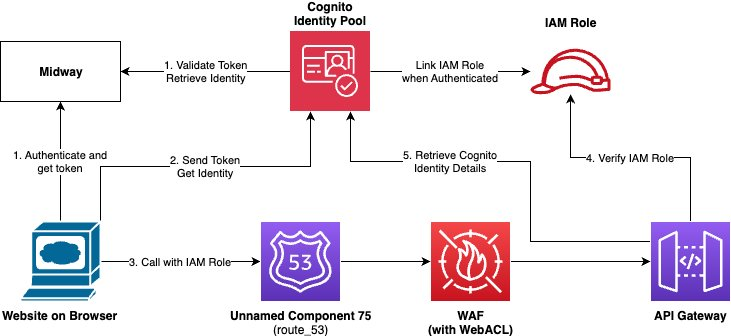 Cognito
Identity Pool
IAM Role
Midway
1. Validate Token
Retrieve Identity
Link IAM Role
when Authenticated
1. Authenticate and
get token
2. Send Token
Get Identity
5. Retrieve Cognito
Identity Details
4. Verify IAM Role
3. Call with IAM Role
53
</>
Website on Browser
Unnamed Component 75
(route_53)
WAF
(with WebACL)
API Gateway